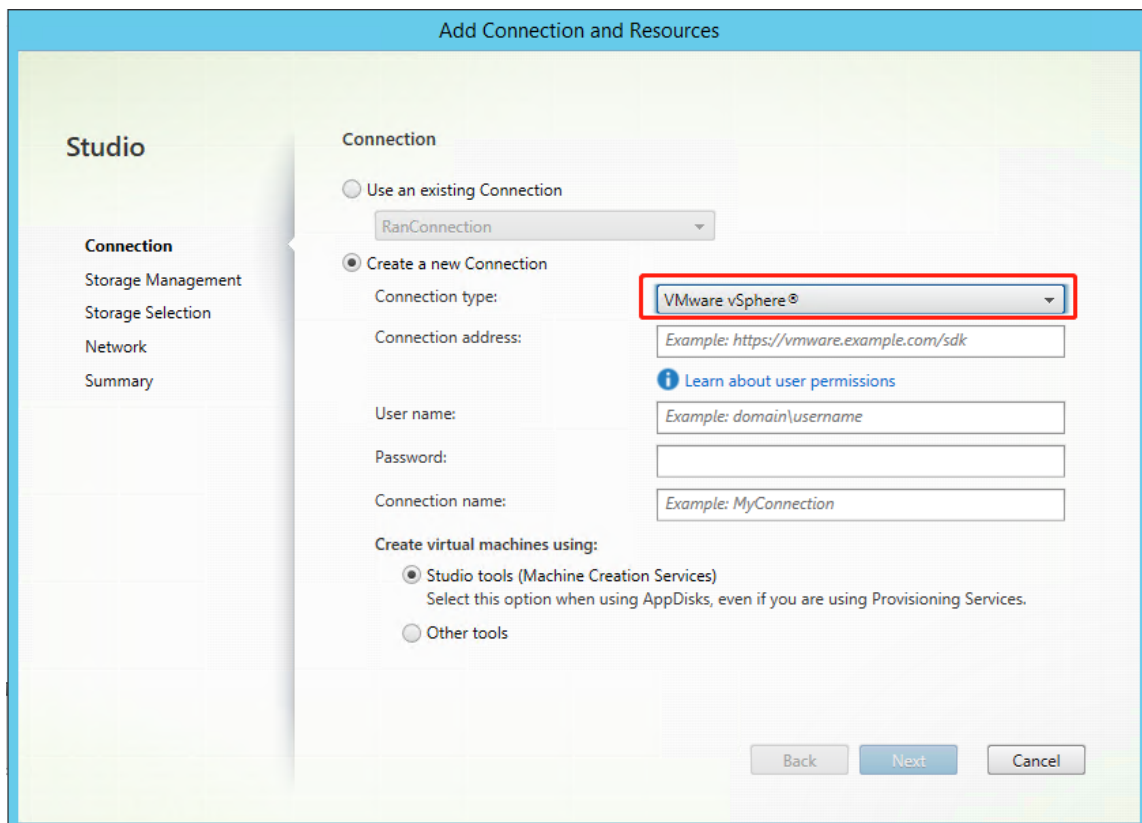 Add Connection and Resources
Studio
Connection
Storage Management
Storage Selection
Network
Summary
Connection
Use an existing Connection
RanConnection
Create a new Connection
Connection type:
VMware vSphere®
Connection address:
Example: https://vmware.example.com/sdk
Learn about user permissions
User name:
Example: domain\username
Password:
Connection name:
Example: MyConnection
Create virtual machines using:
Studio tools (Machine Creation Services)
Select this option when using AppDisks, even if you are using Provisioning Services.
Other tools
Back
Next
Cancel